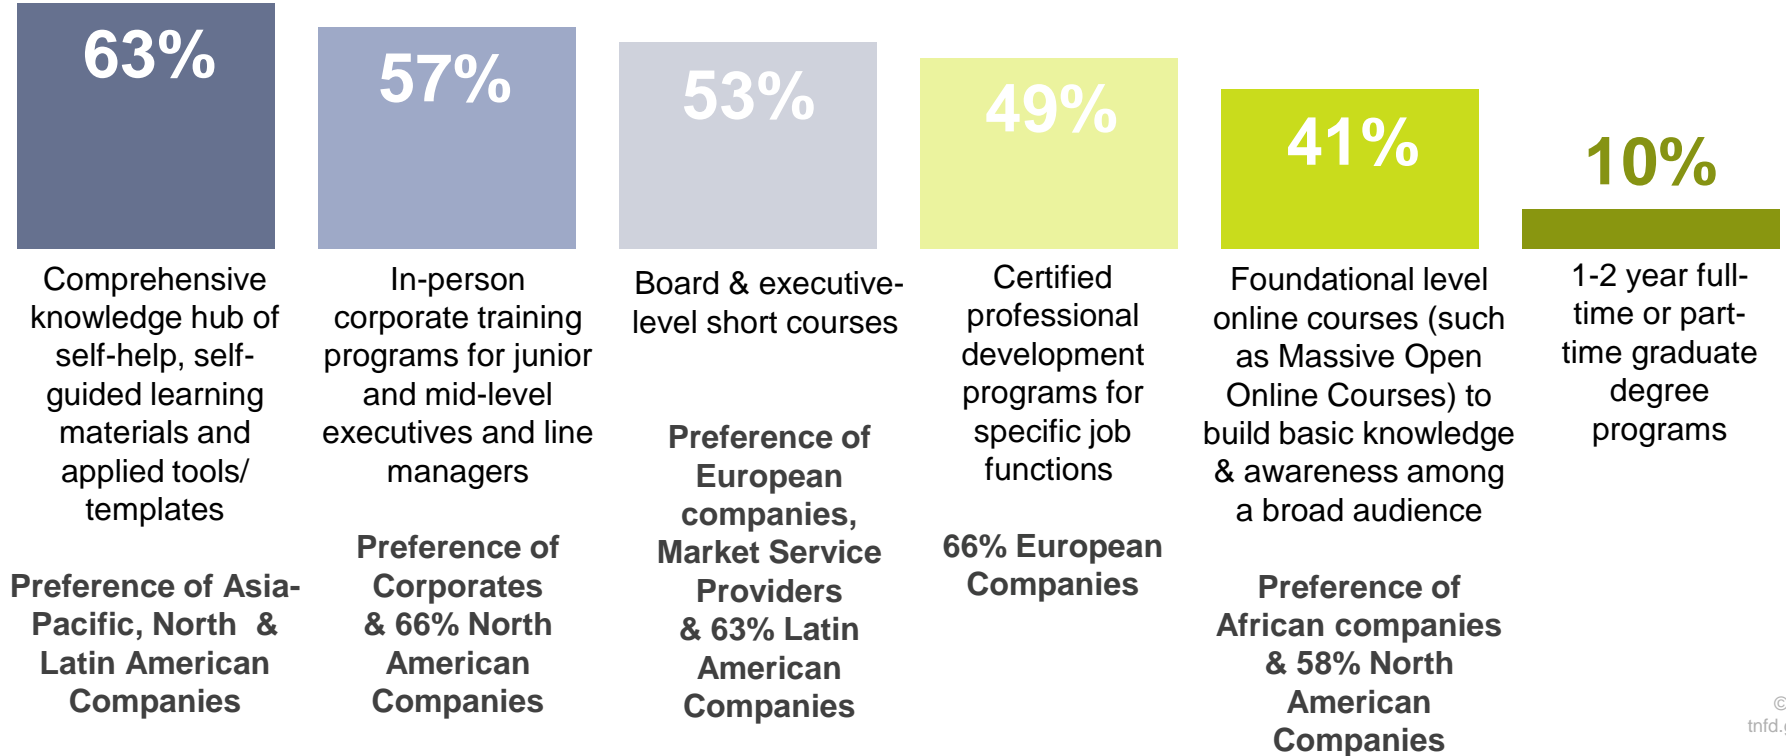 63%
Comprehensive
knowledge hub of
self-help, self-
guided learning
materials and
applied tools/
templates
Preference of Asia-
Pacific, North &
Latin American
Companies
57%
In-person
corporate training
programs for junior
and mid-level
executives and line
managers
Preference of
Corporates
& 66% North
American
Companies
53%
Board & executive-
level short courses
Preference of
European
companies,
Market Service
Providers
& 63% Latin
American
Companies
49%
Certified
professional
development
programs for
specific job
functions
66% European
Companies
41%
Foundational level
online courses (such
as Massive Open
Online Courses) to
build basic knowledge
& awareness among
a broad audience
Preference of
African companies
& 58% North
American
Companies
10%
1-2 year full-
time or part-
time graduate
degree
programs
©
tnfd.